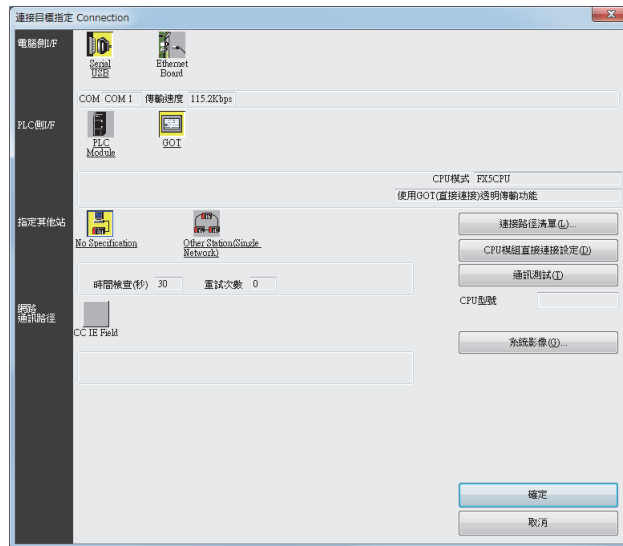 連接目標指定 Connection
電腦側I/F
Serial
USB
Ethernet
Board
COM COM 1 傳輸速度 115.2Kbps
PLC側I/F
PLC
Module
GOT
CPU模式 FX5CPU
使用GOT(直接連接)透明傳輸功能
指定其他站
No Specification
Other Station(Single
Network)
連接路徑清單(L)...
CPU模組直接連接設定(D)
時間檢查(秒) 30 重試次數 0
通訊測試(T)
CPU型號
網路
通訊路徑
CC IE Field
系統影像(G)...
確定
取消